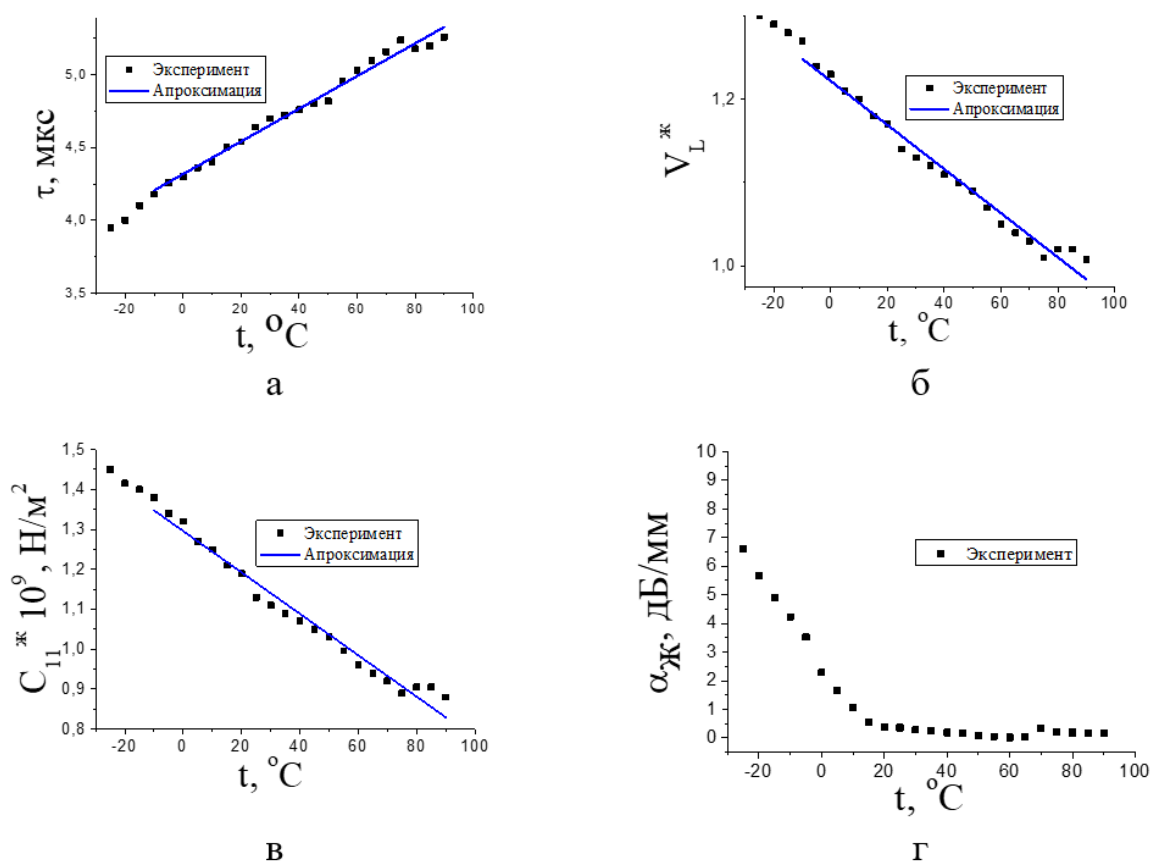 τ, мкс
5,0
4,5
4,0
3,5
Эксперимент
Апроксимация
-20 0 20 40 60 80 100
t, °C
а
V_L^ж
1,2
1,0
Эксперимент
Апроксимация
-20 0 20 40 60 80 100
t, °C
б
C_11^ж 10^9, Н/м^2
1,5
1,4
1,3
1,2
1,1
1,0
0,9
0,8
Эксперимент
Апроксимация
-20 0 20 40 60 80 100
t, °C
в
α_ж, дБ/мм
10
9
8
7
6
5
4
3
2
1
0
Эксперимент
-20 0 20 40 60 80 100
t, °C
г